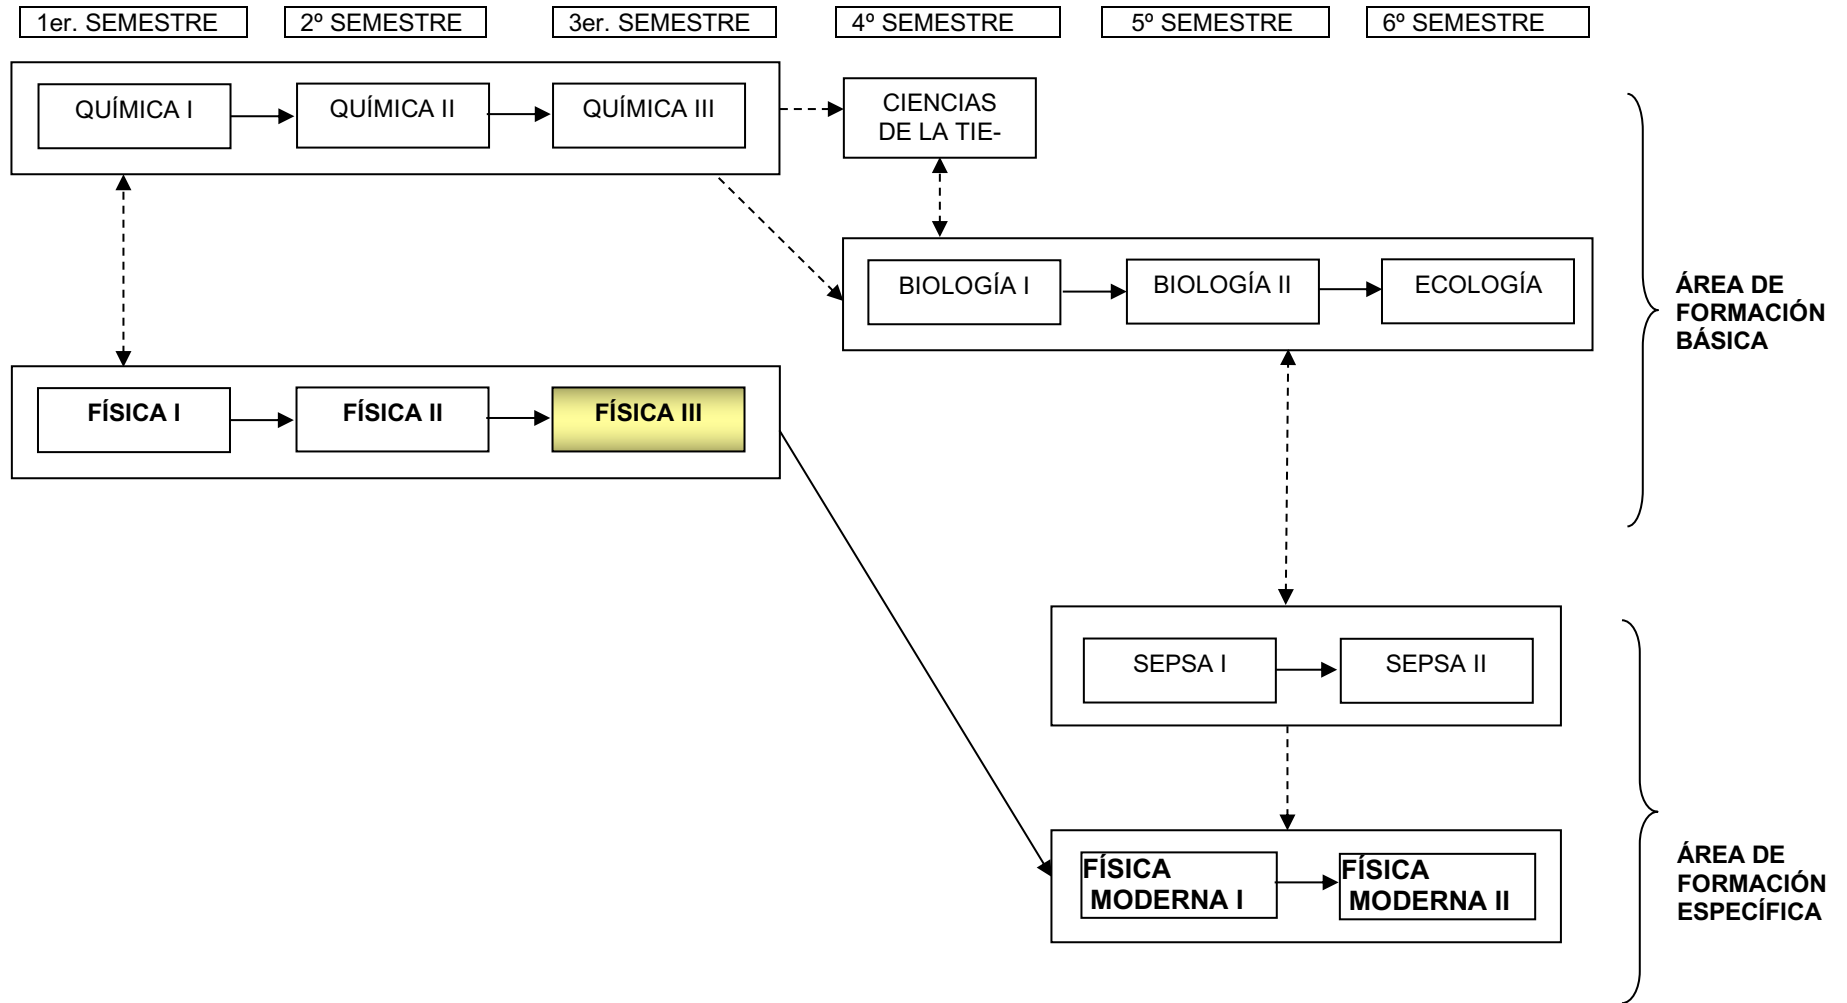 1er. SEMESTRE
2º SEMESTRE
3er. SEMESTRE
4º SEMESTRE
5º SEMESTRE
6º SEMESTRE
QUÍMICA I
QUÍMICA II
QUÍMICA III
CIENCIAS
DE LA TIE-
BIOLOGÍA I
BIOLOGÍA II
ECOLOGÍA
ÁREA DE
FORMACIÓN
BÁSICA
FÍSICA I
FÍSICA II
FÍSICA III
SEPSA I
SEPSA II
FÍSICA
MODERNA I
FÍSICA
MODERNA II
ÁREA DE
FORMACIÓN
ESPECÍFICA